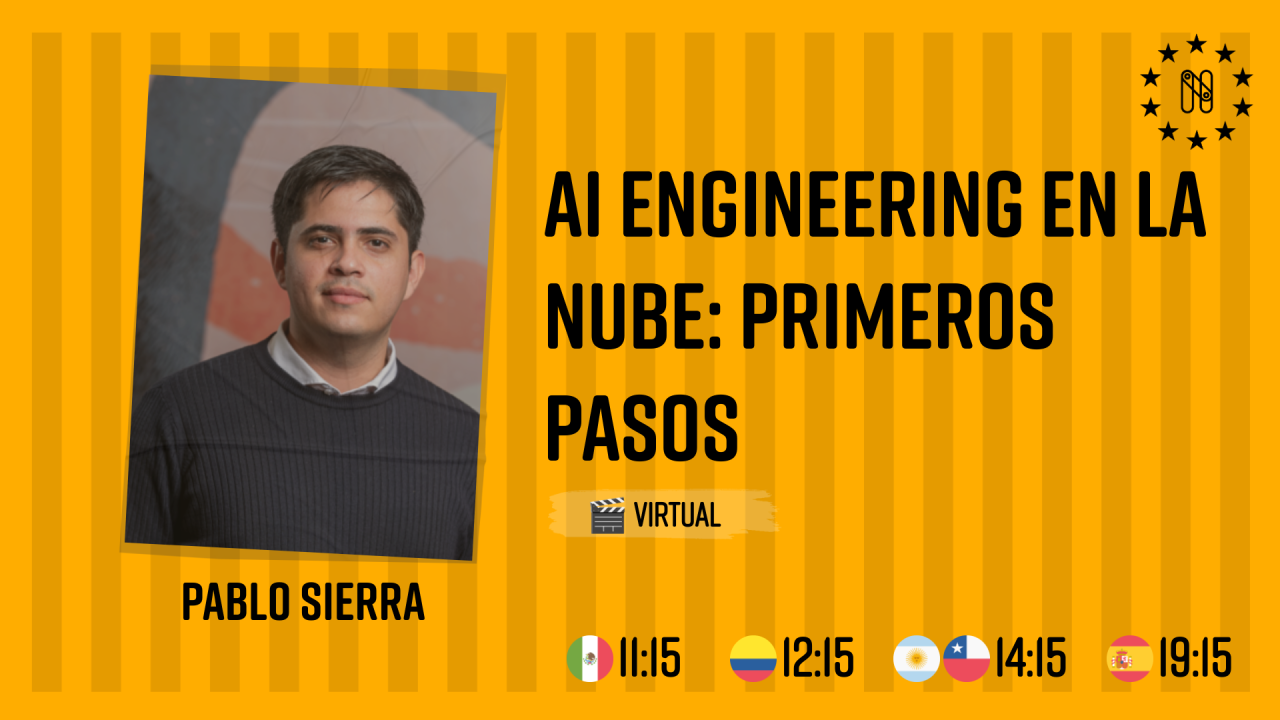 AI ENGINEERING EN LA
NUBE: PRIMEROS
PASOS
VIRTUAL
PABLO SIERRA
11:15 12:15 14:15 19:15